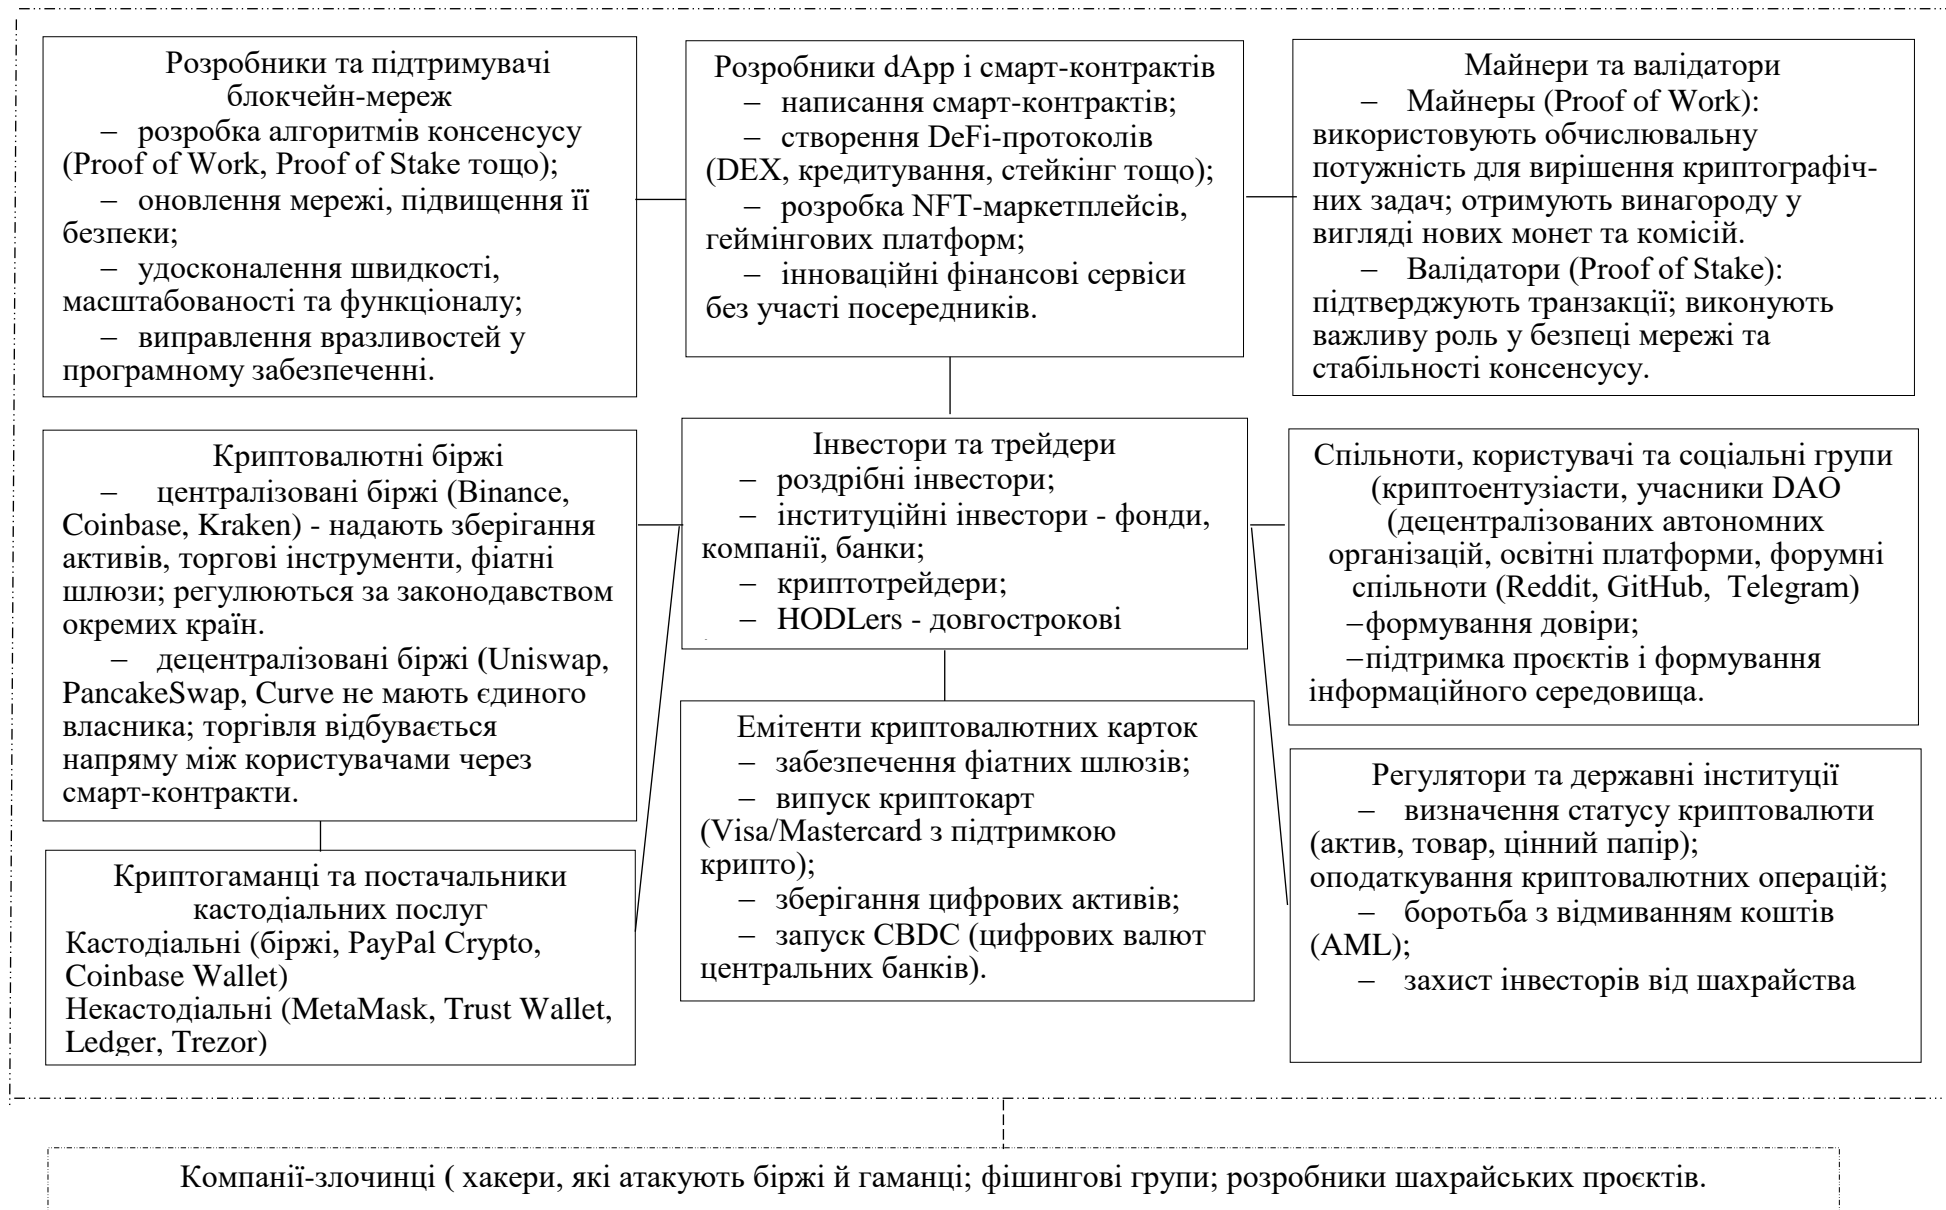 Розробники та підтримувачі
блокчейн-мереж
– розробка алгоритмів консенсусу
(Proof of Work, Proof of Stake тощо);
– оновлення мережі, підвищення її
безпеки;
– удосконалення швидкості,
масштабованості та функціоналу;
– виправлення вразливостей у
програмному забезпеченні.
Розробники dApp і смарт-контрактів
– написання смарт-контрактів;
– створення DeFi-протоколів
(DEX, кредитування, стейкінг тощо);
– розробка NFT-маркетплейсів,
геймінгових платформ;
– інноваційні фінансові сервіси
без участі посередників.
Майнери та валідатори
– Майнеры (Proof of Work):
використовують обчислювальну
потужність для вирішення криптографіч-
них задач; отримують винагороду у
вигляді нових монет та комісій.
– Валідатори (Proof of Stake):
підтверджують транзакції; виконують
важливу роль у безпеці мережі та
стабільності консенсусу.
Криптовалютні біржі
– централізовані біржі (Binance,
Coinbase, Kraken) - надають зберігання
активів, торгові інструменти, фіатні
шлюзи; регулюються за законодавством
окремих країн.
– децентралізовані біржі (Uniswap,
PancakeSwap, Curve не мають єдиного
власника; торгівля відбувається
напряму між користувачами через
смарт-контракти.
Інвестори та трейдери
– роздрібні інвестори;
– інституційні інвестори - фонди,
компанії, банки;
– криптотрейдери;
– HODLers - довгострокові
Спільноти, користувачі та соціальні групи
(криптоентузіасти, учасники DAO
(децентралізованих автономних
організацій, освітні платформи, форумні
спільноти (Reddit, GitHub, Telegram)
–формування довіри;
–підтримка проєктів і формування
інформаційного середовища.
Криптогаманці та постачальники
кастодіальних послуг
Кастодіальні (біржі, PayPal Crypto,
Coinbase Wallet)
Некастодіальні (MetaMask, Trust Wallet,
Ledger, Trezor)
Емітенти криптовалютних карток
– забезпечення фіатних шлюзів;
– випуск криптокарт
(Visa/Mastercard з підтримкою
крипто);
– зберігання цифрових активів;
– запуск CBDC (цифрових валют
центральних банків).
Регулятори та державні інституції
– визначення статусу криптовалюти
(актив, товар, цінний папір);
оподаткування криптовалютних операцій;
– боротьба з відмиванням коштів
(AML);
– захист інвесторів від шахрайства
Компанії-злочинці ( хакери, які атакують біржі й гаманці; фішингові групи; розробники шахрайських проєктів.